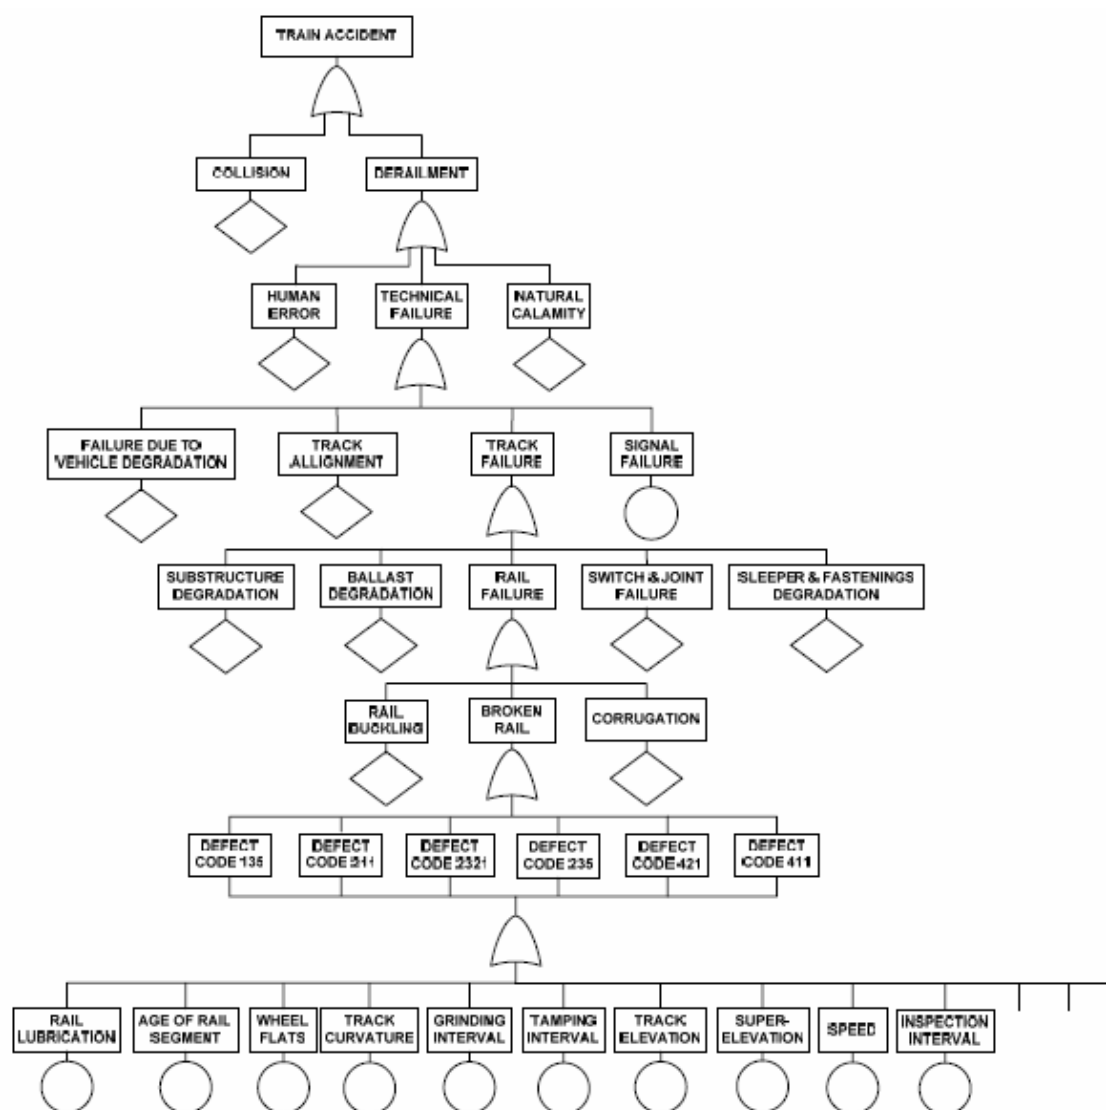 TRAIN ACCIDENT
COLLISION
DERAILMENT
HUMAN
ERROR
TECHNICAL
FAILURE
NATURAL
CALAMITY
FAILURE DUE TO
VEHICLE DEGRADATION
TRACK
ALLIGNMENT
TRACK
FAILURE
SIGNAL
FAILURE
SUBSTRUCTURE
DEGRADATION
BALLAST
DEGRADATION
RAIL
FAILURE
SWITCH & JOINT
FAILURE
SLEEPER & FASTENINGS
DEGRADATION
RAIL
BUCKLING
BROKEN
RAIL
CORRUGATION
DEFECT
CODE 135
DEFECT
CODE 211
DEFECT
CODE 2321
DEFECT
CODE 235
DEFECT
CODE 421
DEFECT
CODE 411
RAIL
LUBRICATION
AGE OF RAIL
SEGMENT
WHEEL
FLATS
TRACK
CURVATURE
GRINDING
INTERVAL
TAMPING
INTERVAL
TRACK
ELEVATION
SUPER-
ELEVATION
SPEED
INSPECTION
INTERVAL